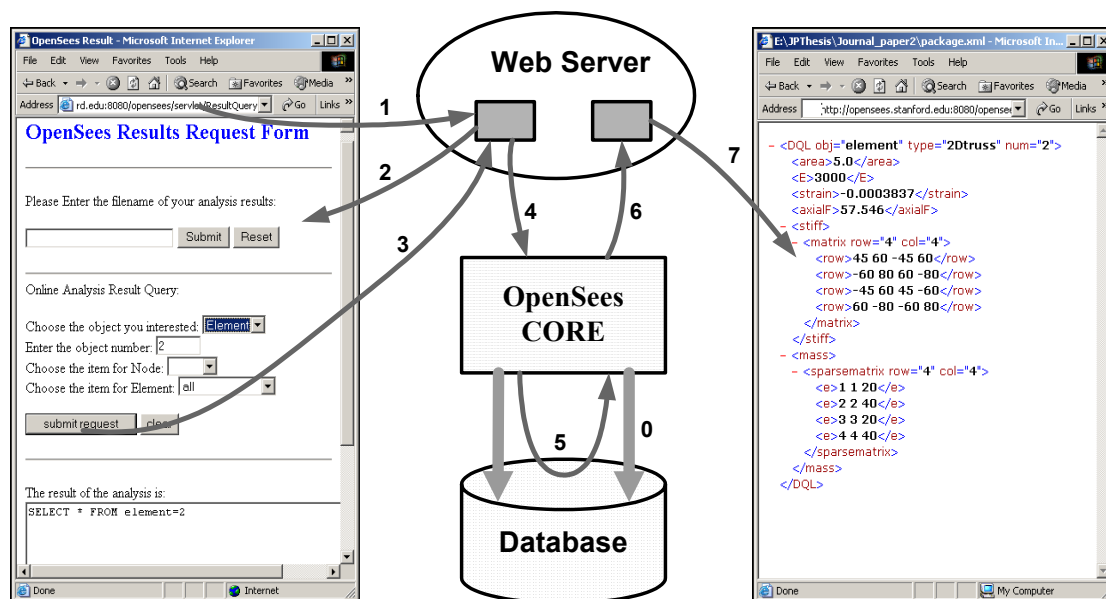 OpenSees Result - Microsoft Internet Explorer
File Edit View Favorites Tools Help
Back Search Favorites Media »
Address rd.edu:8080/opensees/servlet/ResultQuery Go Links »
OpenSees Results Request Form
Please Enter the filename of your analysis results:
Submit Reset
Online Analysis Result Query:
Choose the object you interested: Element
Enter the object number: 2
Choose the item for Node:
Choose the item for Element: all
submit request clear
The result of the analysis is:
SELECT * FROM element=2
Done Internet
Web Server
1
2
3
4
6
7
OpenSees
CORE
5
0
Database
E:\JPThesis\Journal_paper2\package.xml - Microsoft In...
File Edit View Favorites Tools Help
Back Search Favorites Media »
Address http://opensees.stanford.edu:8080/opensee Go Links »
- <DQL obj="element" type="2Dtruss" num="2">
<area>5.0</area>
<E>3000</E>
<strain>-0.0003837</strain>
<axialF>57.546</axialF>
- <stiff>
- <matrix row="4" col="4">
<row>45 60 -45 60</row>
<row>-60 80 60 -80</row>
<row>-45 60 45 -60</row>
<row>60 -80 -60 80</row>
</matrix>
</stiff>
- <mass>
- <sparsematrix row="4" col="4">
<e>1 1 20</e>
<e>2 2 40</e>
<e>3 3 20</e>
<e>4 4 40</e>
</sparsematrix>
</mass>
</DQL>
Done My Computer